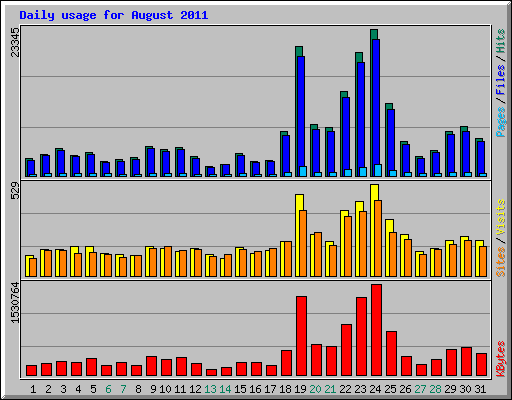 Daily usage for August 2011
23345
Pages / Files / Hits
529
Sites / Visits
1530764
KBytes
1 2 3 4 5 6 7 8 9 10 11 12 13 14 15 16 17 18 19 20 21 22 23 24 25 26 27 28 29 30 31